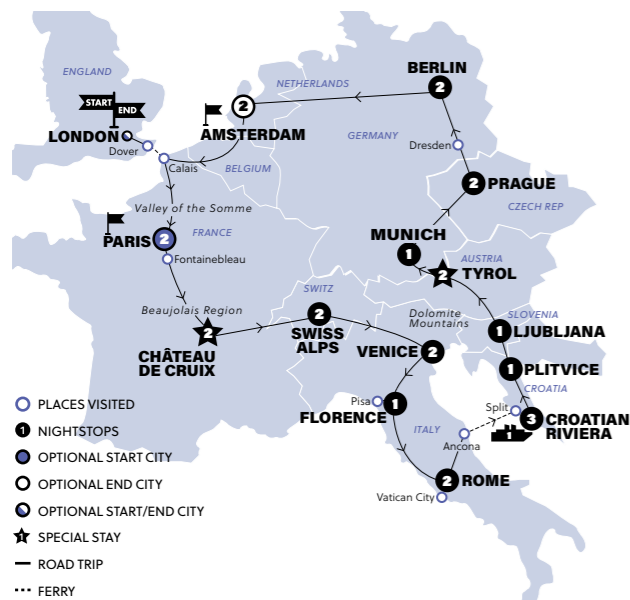 ENGLAND
START
END
LONDON
Dover
Calais
NETHERLANDS
2
AMSTERDAM
BELGIUM
BERLIN
2
GERMANY
Dresden
2
PRAGUE
CZECH REP
Valley of the Somme
PARIS
2
FRANCE
Fontainebleau
MUNICH
1
AUSTRIA
2
TYROL
Beaujolais Region
2
CHÂTEAU
DE CRUIX
SWITZ
2
SWISS
ALPS
Dolomite
Mountains
VENICE
2
SLOVENIA
1
LJUBLJANA
1
PLITVICE
CROATIA
Pisa
1
FLORENCE
ITALY
Split
3
CROATIAN
RIVIERA
1
Ancona
2
ROME
Vatican City
PLACES VISITED
1
NIGHTSTOPS
OPTIONAL START CITY
OPTIONAL END CITY
OPTIONAL START/END CITY
1
SPECIAL STAY
ROAD TRIP
FERRY